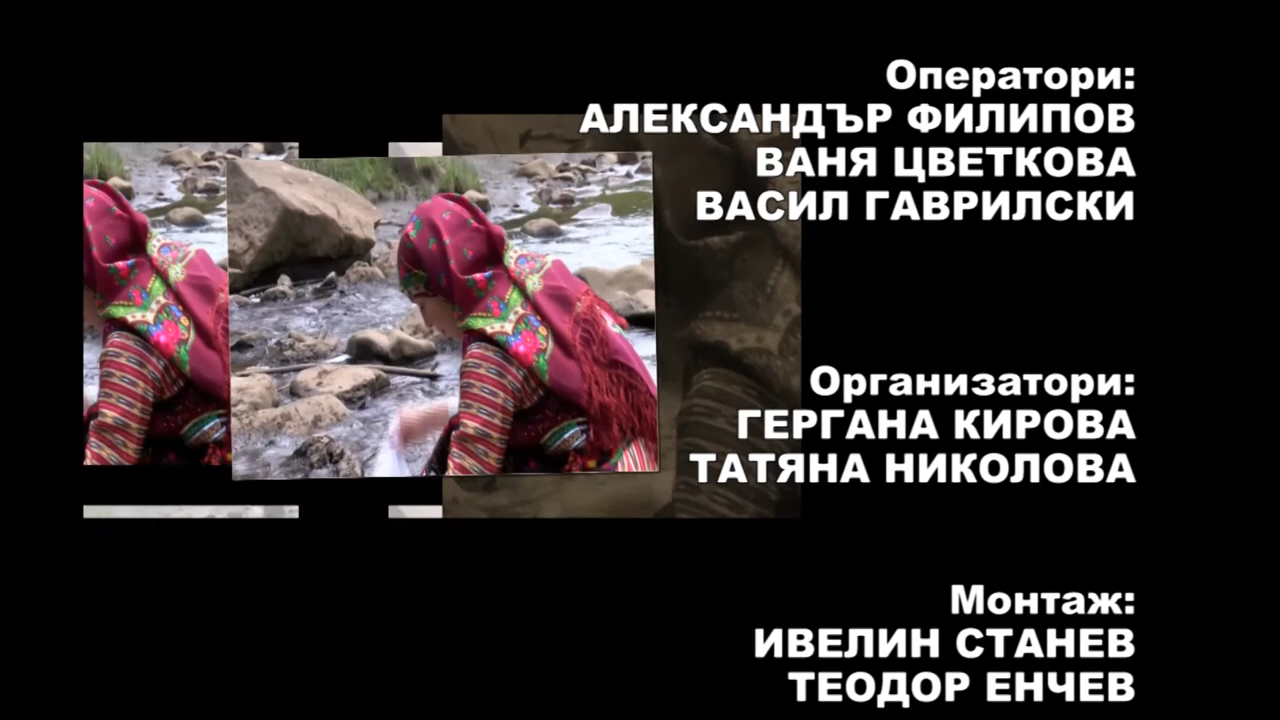 Оператори:
АЛЕКСАНДЪР ФИЛИПОВ
ВАНЯ ЦВЕТКОВА
ВАСИЛ ГАВРИЛСКИ
Организатори:
ГЕРГАНА КИРОВА
ТАТЯНА НИКОЛОВА
Монтаж:
ИВЕЛИН СТАНЕВ
ТЕОДОР ЕНЧЕВ